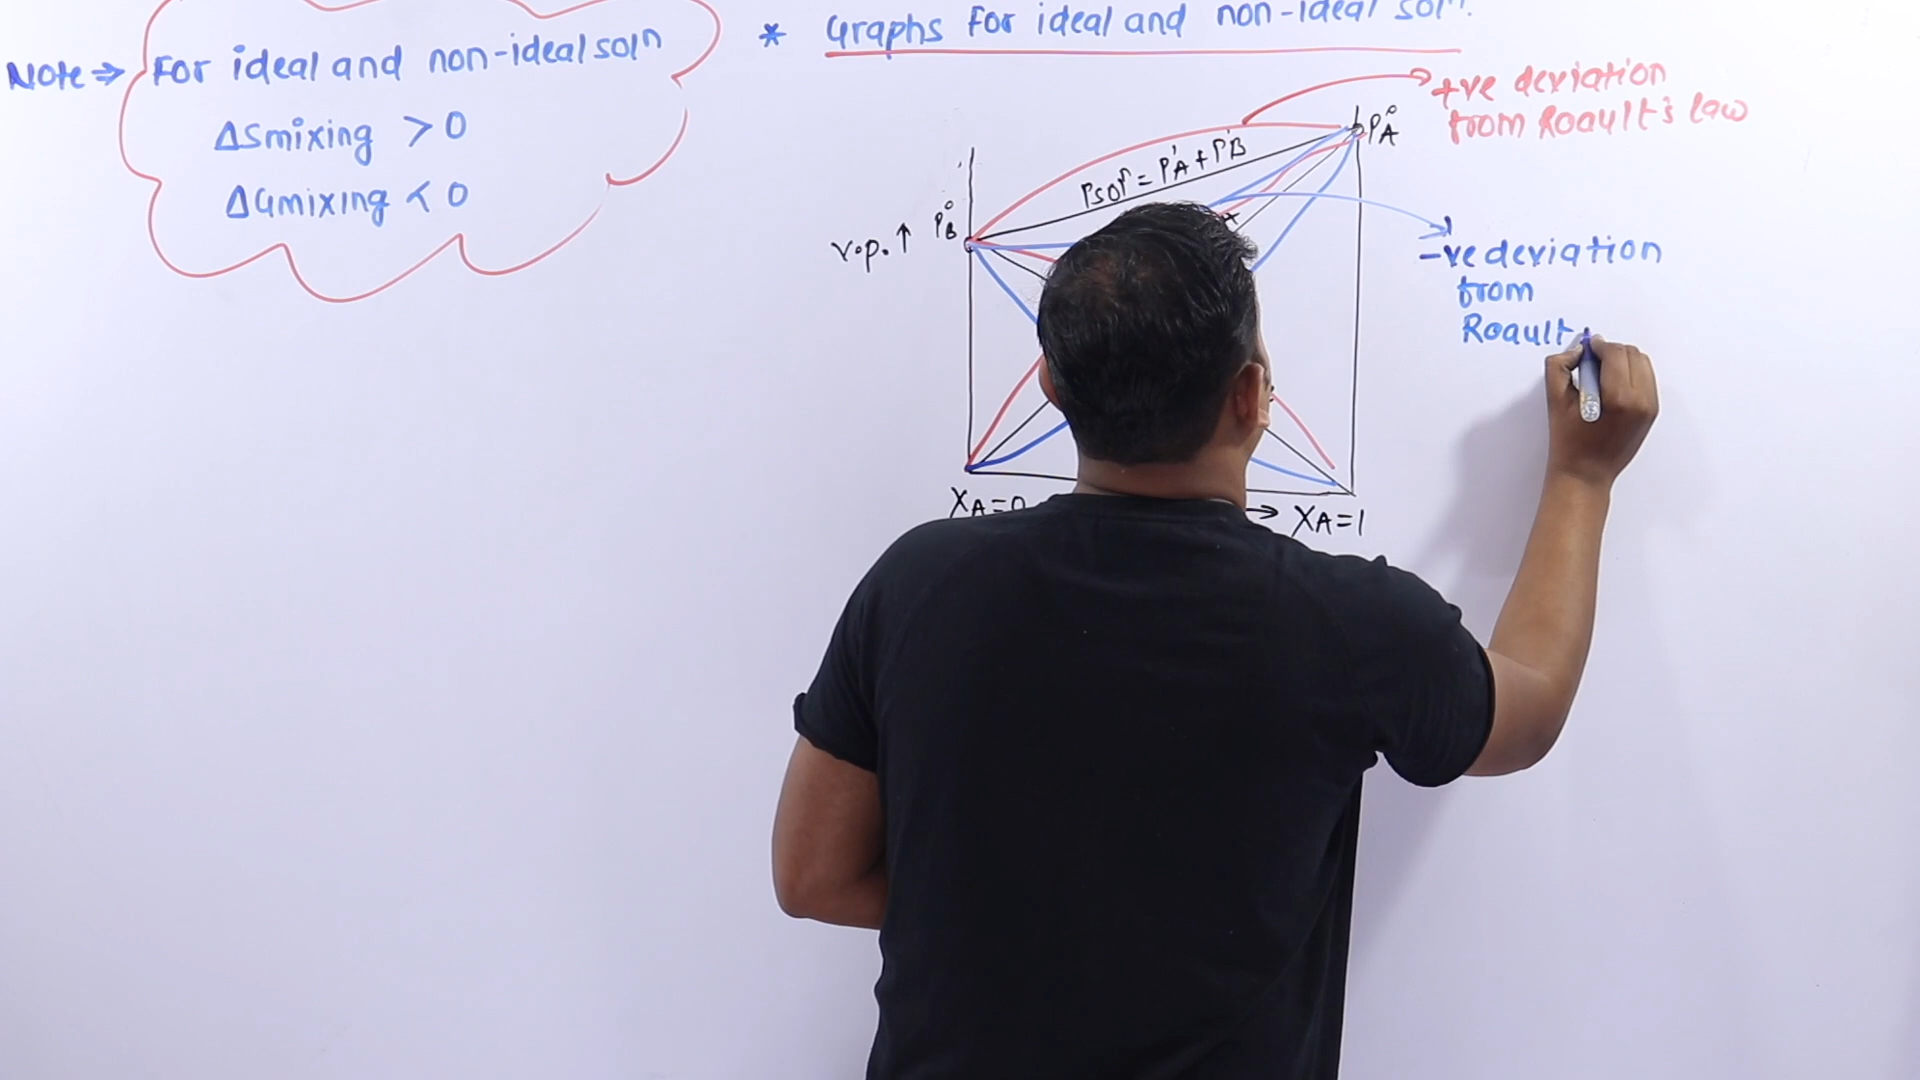 Note ⇒ For ideal and non-ideal solⁿ
ΔSmixing > 0
ΔGmixing < 0
* Graphs for ideal and non-ideal solⁿ.
+ve deviation
from Roault's law
P°A
Psolⁿ = P'A + P'B
P°B
v.p. ↑
-ve deviation
from
Roault
XA=0
→ XA=1